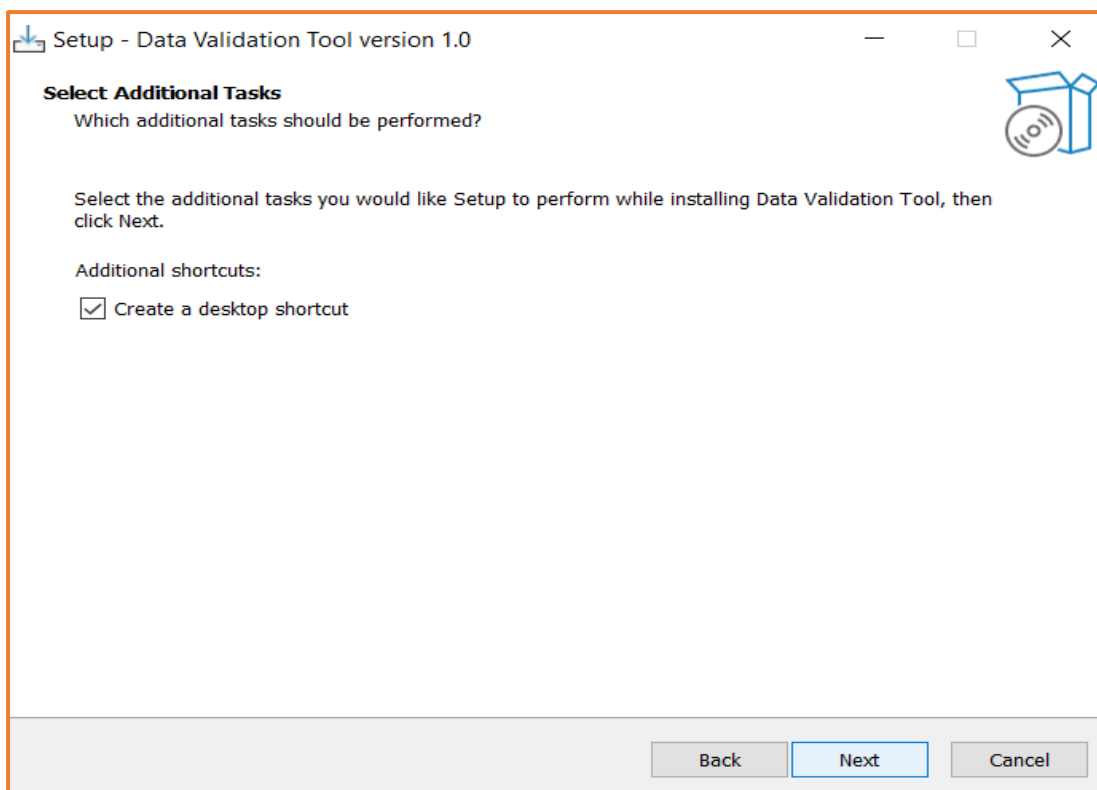 Setup - Data Validation Tool version 1.0
Select Additional Tasks
Which additional tasks should be performed?
Select the additional tasks you would like Setup to perform while installing Data Validation Tool, then
click Next.
Additional shortcuts:
Create a desktop shortcut
Back
Next
Cancel